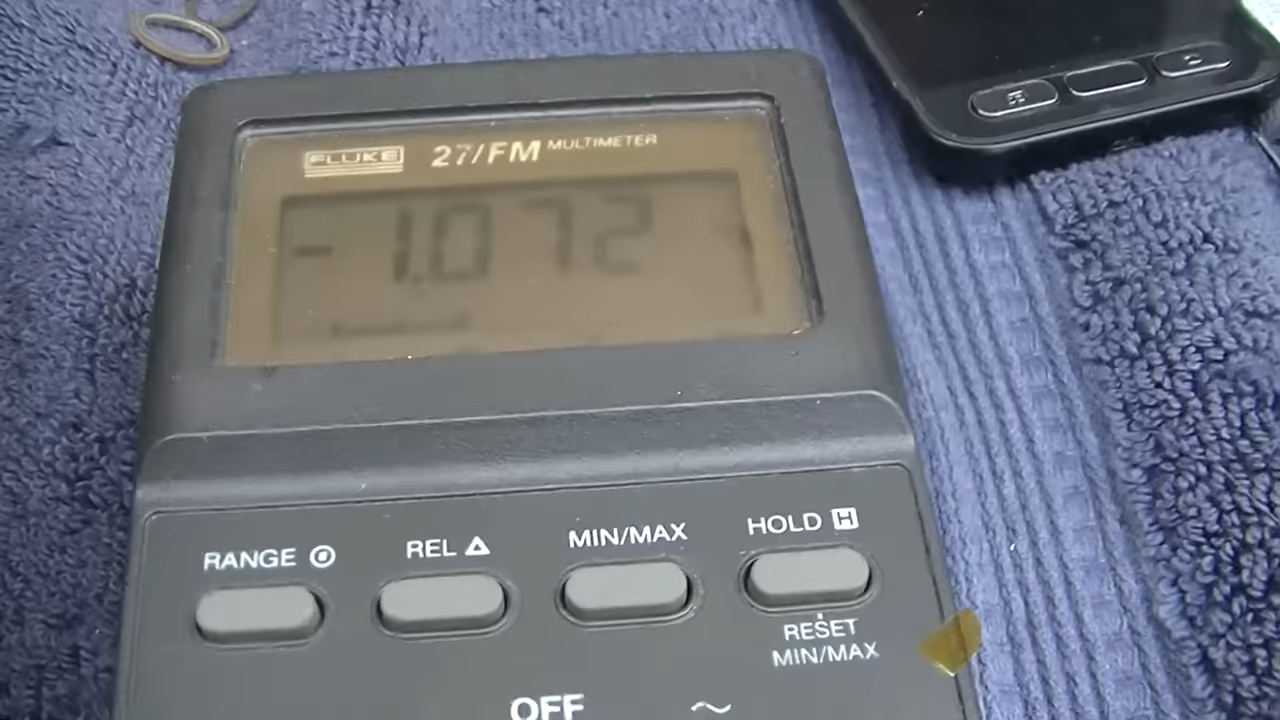 FLUKE 27/FM MULTIMETER
-1.072
RANGE
REL △
MIN/MAX
HOLD H
RESET
MIN/MAX
OFF
~